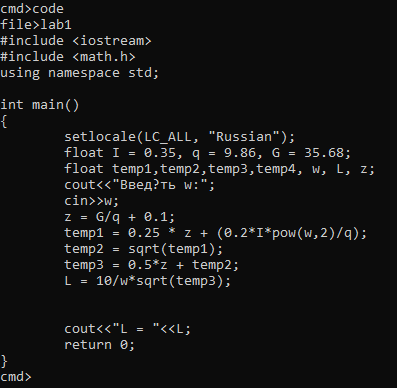 cmd>code
file>lab1
#include <iostream>
#include <math.h>
using namespace std;
int main()
{
setlocale(LC_ALL, "Russian");
float I = 0.35, q = 9.86, G = 35.68;
float temp1,temp2,temp3,temp4, w, L, z;
cout<<"Введ?ть w:";
cin>>w;
z = G/q + 0.1;
temp1 = 0.25 * z + (0.2*I*pow(w,2)/q);
temp2 = sqrt(temp1);
temp3 = 0.5*z + temp2;
L = 10/w*sqrt(temp3);
cout<<"L = "<<L;
return 0;
}
cmd>